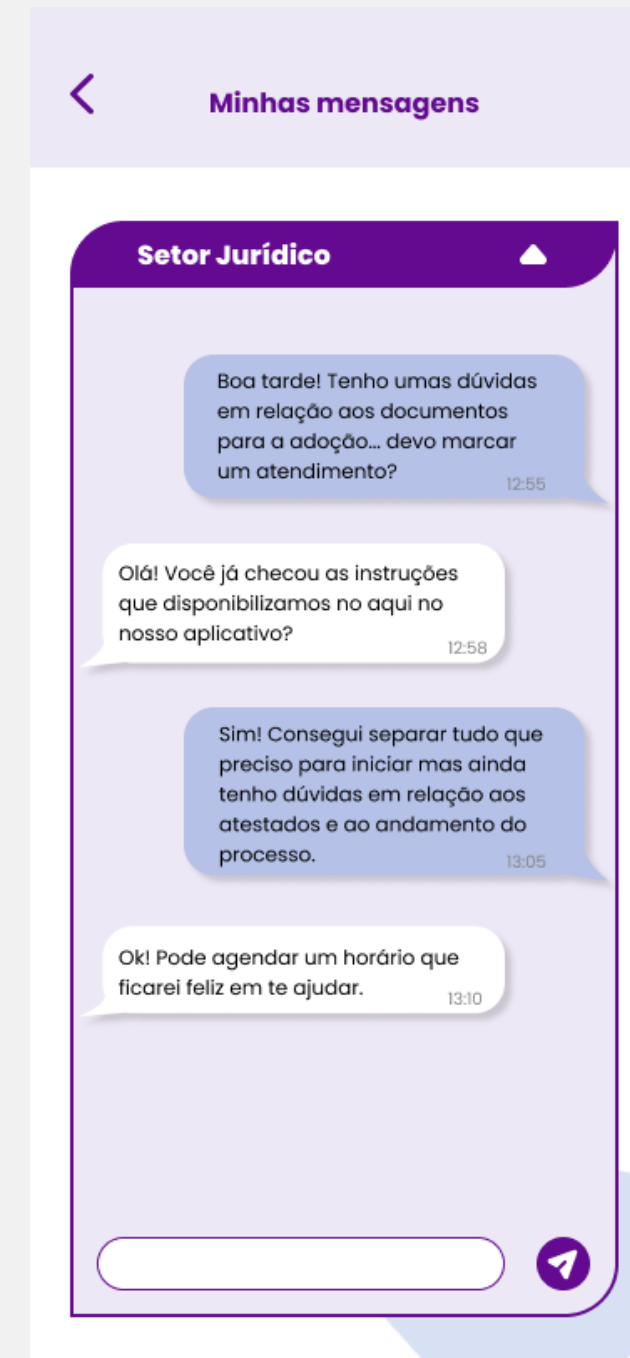 Minhas mensagens
Setor Jurídico
Boa tarde! Tenho umas dúvidas
em relação aos documentos
para a adoção... devo marcar
um atendimento?
12:55
Olá! Você já checou as instruções
que disponibilizamos no aqui no
nosso aplicativo?
12:58
Sim! Consegui separar tudo que
preciso para iniciar mas ainda
tenho dúvidas em relação aos
atestados e ao andamento do
processo.
13:05
Ok! Pode agendar um horário que
ficarei feliz em te ajudar.
13:10